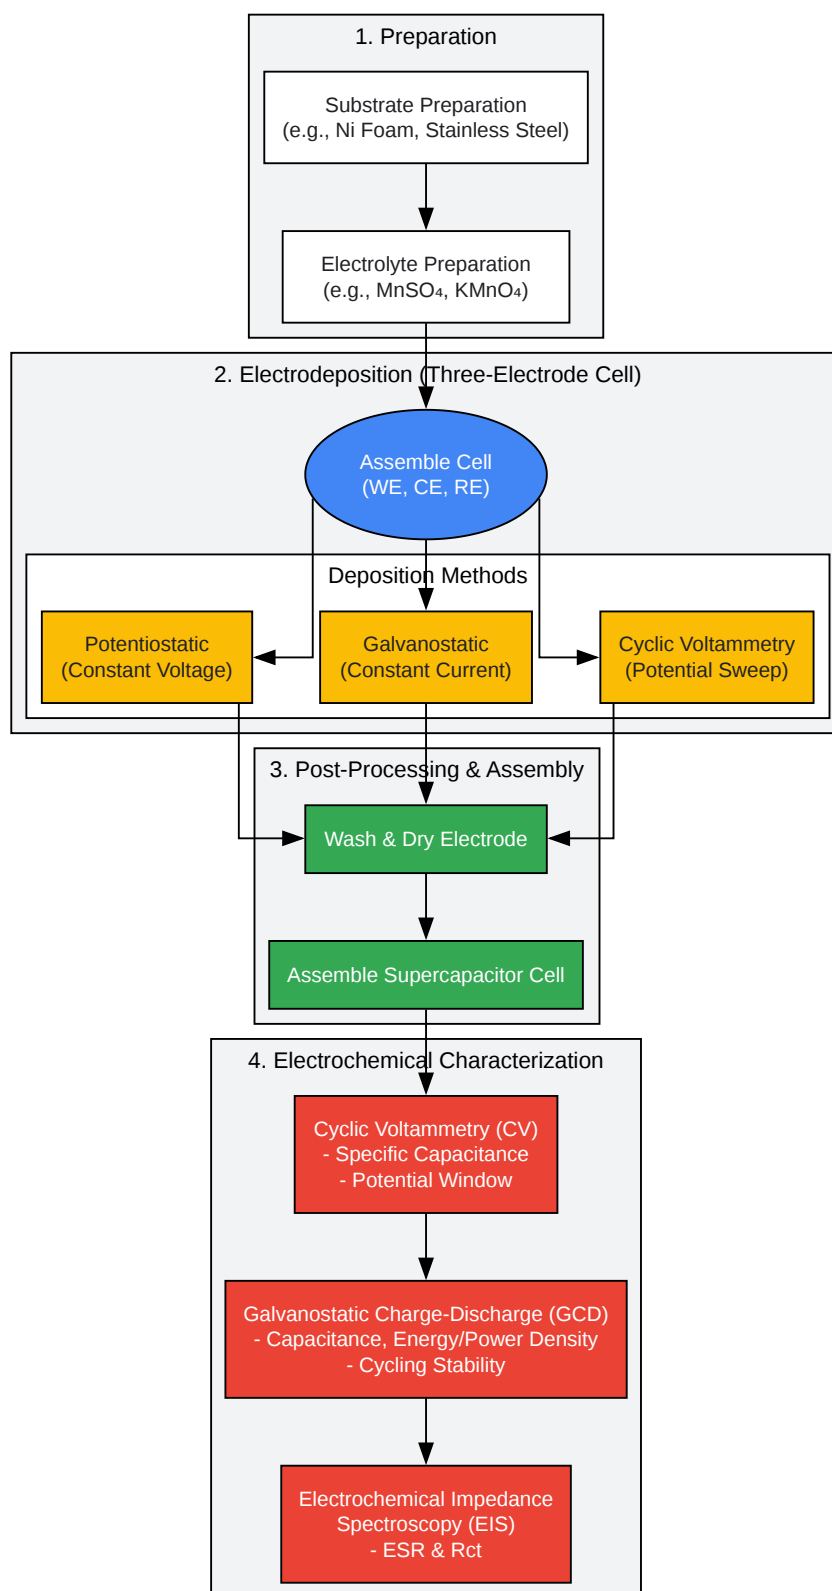 1. Preparation
Substrate Preparation
(e.g., Ni Foam, Stainless Steel)
Electrolyte Preparation
(e.g., MnSO₄, KMnO₄)
2. Electrodeposition (Three-Electrode Cell)
Assemble Cell
(WE, CE, RE)
Deposition Methods
Potentiostatic
(Constant Voltage)
Galvanostatic
(Constant Current)
Cyclic Voltammetry
(Potential Sweep)
3. Post-Processing & Assembly
Wash & Dry Electrode
Assemble Supercapacitor Cell
4. Electrochemical Characterization
Cyclic Voltammetry (CV)
- Specific Capacitance
- Potential Window
Galvanostatic Charge-Discharge (GCD)
- Capacitance, Energy/Power Density
- Cycling Stability
Electrochemical Impedance
Spectroscopy (EIS)
- ESR & Rct